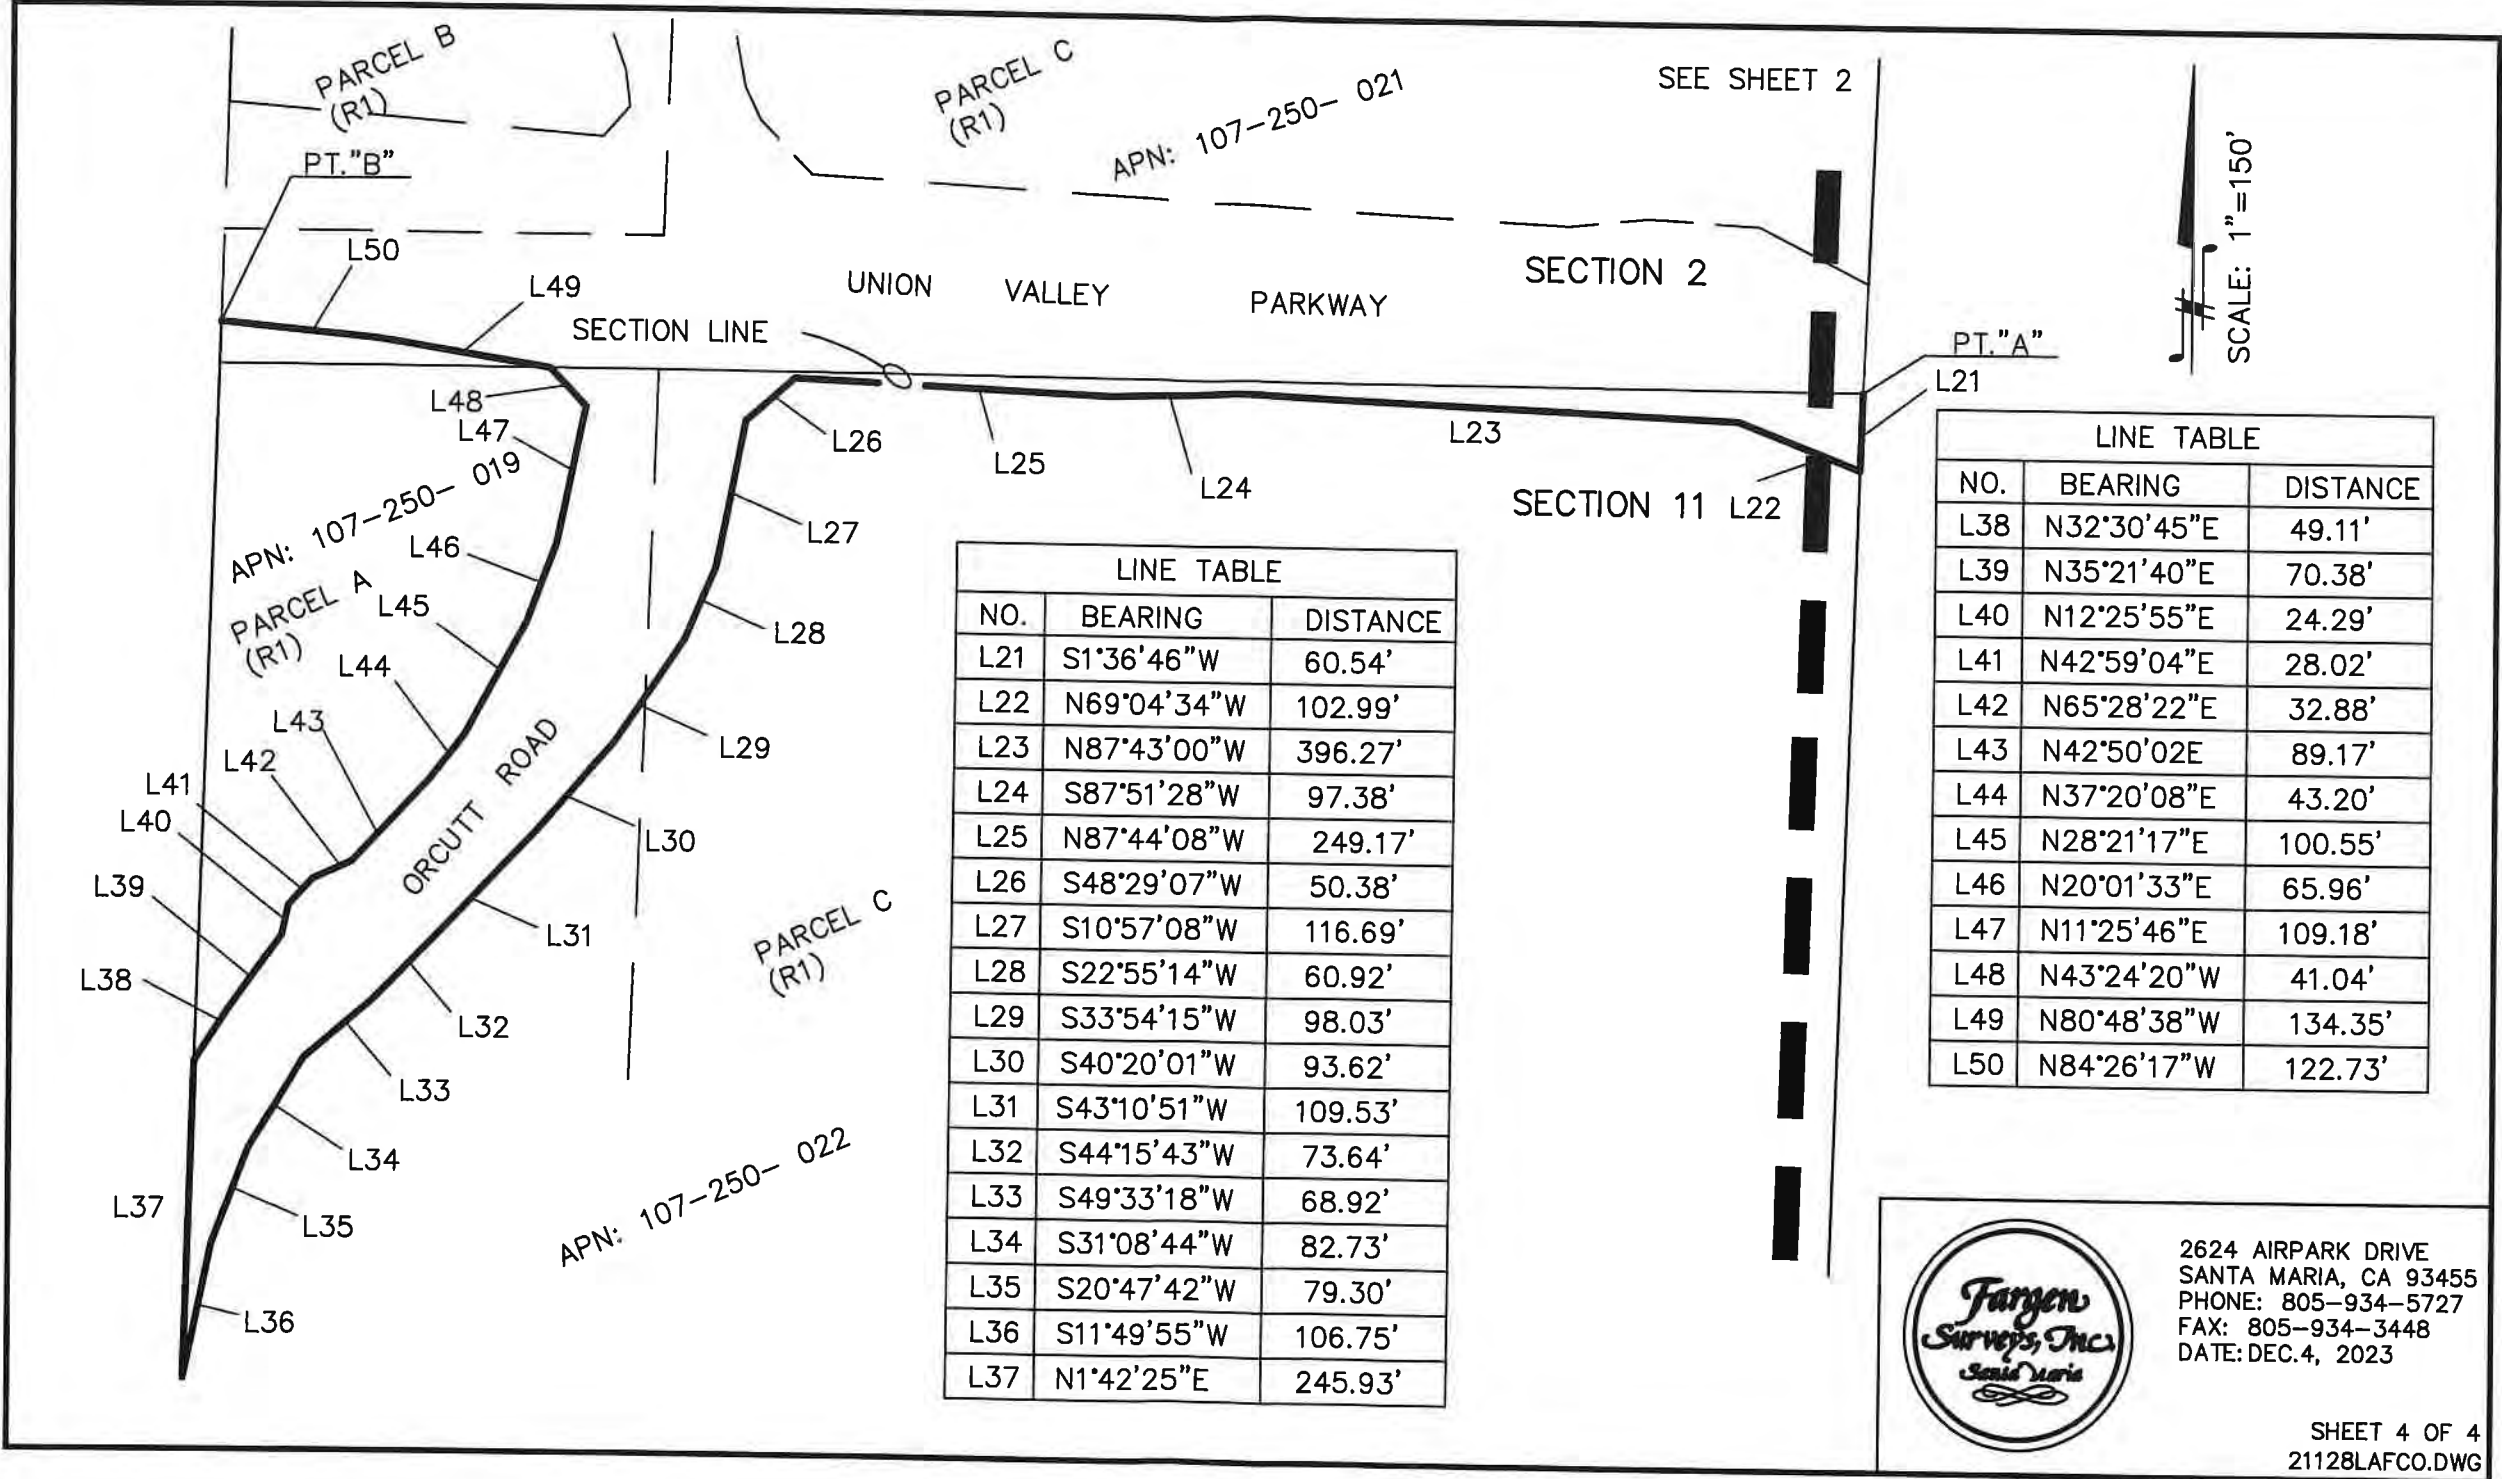 PARCEL B
(R1)
PARCEL C
(R1)
APN: 107-250- 021
SEE SHEET 2
PT."B"
L50
L49
UNION VALLEY PARKWAY
SECTION 2
SECTION LINE
PT."A"
L21
SCALE: 1"=150'
L48
L47
L26
L25
L24
L23
SECTION 11
L22
APN: 107-250- 019
PARCEL A
(R1)
L46
L45
L44
L43
L42
L41
L40
L39
L38
L37
L27
L28
L29
L30
L31
L32
L33
L34
L35
L36
ORCUTT ROAD
PARCEL C
(R1)
APN: 107-250- 022
LINE TABLE
NO. BEARING DISTANCE
L21 S1°36'46"W 60.54'
L22 N69°04'34"W 102.99'
L23 N87°43'00"W 396.27'
L24 S87°51'28"W 97.38'
L25 N87°44'08"W 249.17'
L26 S48°29'07"W 50.38'
L27 S10°57'08"W 116.69'
L28 S22°55'14"W 60.92'
L29 S33°54'15"W 98.03'
L30 S40°20'01"W 93.62'
L31 S43°10'51"W 109.53'
L32 S44°15'43"W 73.64'
L33 S49°33'18"W 68.92'
L34 S31°08'44"W 82.73'
L35 S20°47'42"W 79.30'
L36 S11°49'55"W 106.75'
L37 N1°42'25"E 245.93'
LINE TABLE
NO. BEARING DISTANCE
L38 N32°30'45"E 49.11'
L39 N35°21'40"E 70.38'
L40 N12°25'55"E 24.29'
L41 N42°59'04"E 28.02'
L42 N65°28'22"E 32.88'
L43 N42°50'02E 89.17'
L44 N37°20'08"E 43.20'
L45 N28°21'17"E 100.55'
L46 N20°01'33"E 65.96'
L47 N11°25'46"E 109.18'
L48 N43°24'20"W 41.04'
L49 N80°48'38"W 134.35'
L50 N84°26'17"W 122.73'
Fargen
Surveys, Inc.
Santa Maria
2624 AIRPARK DRIVE
SANTA MARIA, CA 93455
PHONE: 805-934-5727
FAX: 805-934-3448
DATE: DEC.4, 2023
SHEET 4 OF 4
21128LAFCO.DWG